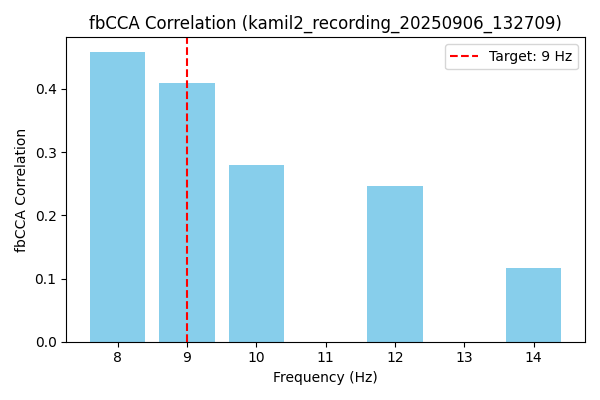 fbCCA Correlation (kamil2_recording_20250906_132709)
Target: 9 Hz
fbCCA Correlation
0.4
0.3
0.2
0.1
0.0
8 9 10 11 12 13 14
Frequency (Hz)